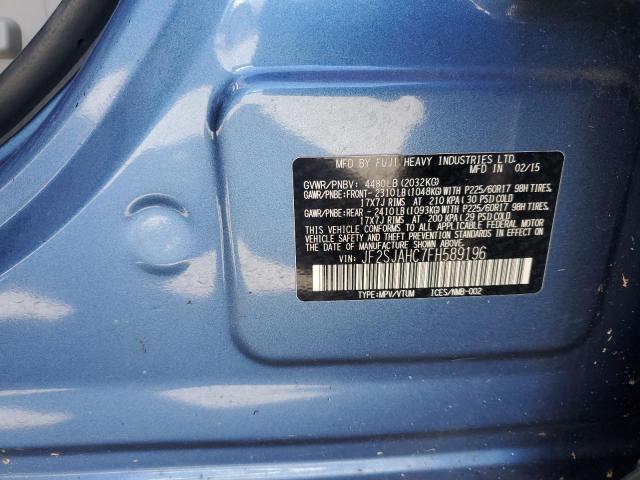 MFD BY FUJI HEAVY INDUSTRIES LTD.
MFD IN 02/15
GVWR/PNBV: 4480LB (2032KG)
GAWR/PNBE:FRONT- 2310LB(1048KG)WITH P225/60R17 98H TIRES,
17X7J RIMS AT 210 KPA(30 PSI)COLD
GAWR/PNBE:REAR - 2410LB(1093KG)WITH P225/60R17 98H TIRES,
17X7J RIMS AT 200 KPA(29 PSI)COLD
THIS VEHICLE CONFORMS TO ALL APPLICABLE FEDERAL MOTOR
VEHICLE SAFETY AND THEFT PREVENTION STANDARDS IN EFFECT
ON THE DATE OF MANUFACTURE SHOWN ABOVE.
VIN: JF2SJAHC7FH589196
TYPE:MPV/VTUM ICES/NMB-002